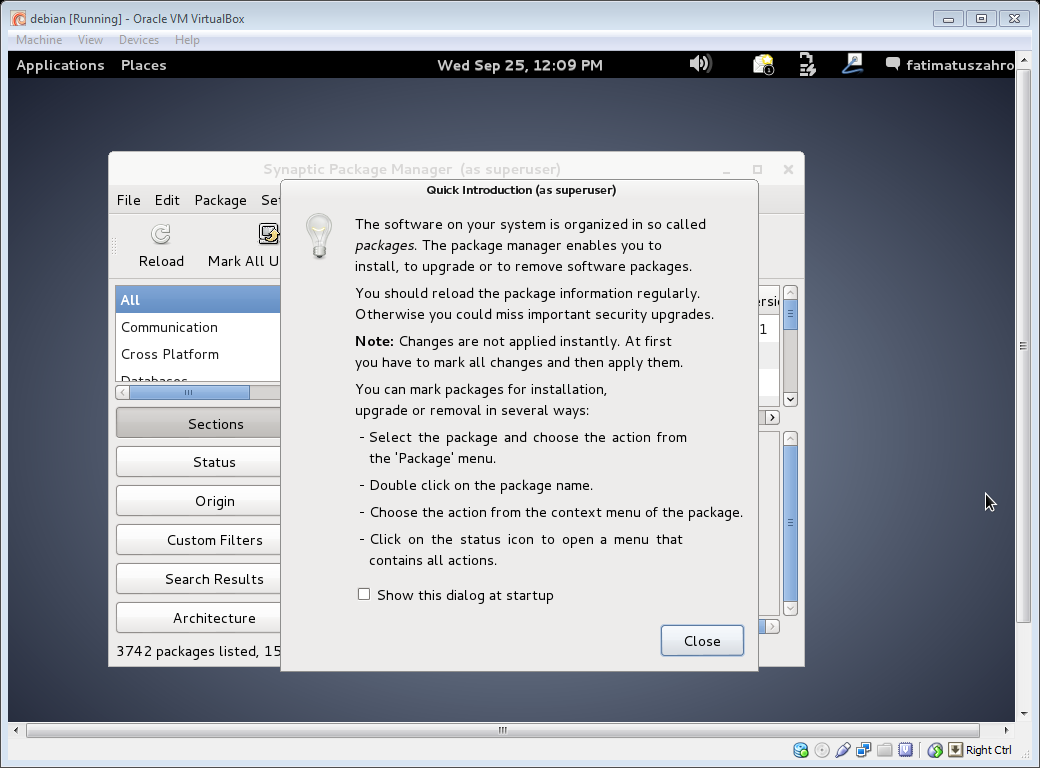 debian [Running] - Oracle VM VirtualBox
Machine View Devices Help
Applications Places Wed Sep 25, 12:09 PM fatimatuszahro
Synaptic Package Manager (as superuser)
Quick Introduction (as superuser)
File Edit Package
Reload Mark All U
All
Communication
Cross Platform
Databases
Sections
Status
Origin
Custom Filters
Search Results
Architecture
3742 packages listed, 15
The software on your system is organized in so called
packages. The package manager enables you to
install, to upgrade or to remove software packages.
You should reload the package information regularly.
Otherwise you could miss important security upgrades.
Note: Changes are not applied instantly. At first
you have to mark all changes and then apply them.
You can mark packages for installation,
upgrade or removal in several ways:
- Select the package and choose the action from
the 'Package' menu.
- Double click on the package name.
- Choose the action from the context menu of the package.
- Click on the status icon to open a menu that
contains all actions.
Show this dialog at startup
Close
1
Right Ctrl